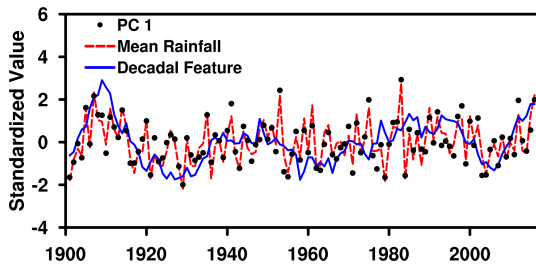 6
4
2
0
-2
-4
Standardized Value
PC 1
Mean Rainfall
Decadal Feature
1900 1920 1940 1960 1980 2000